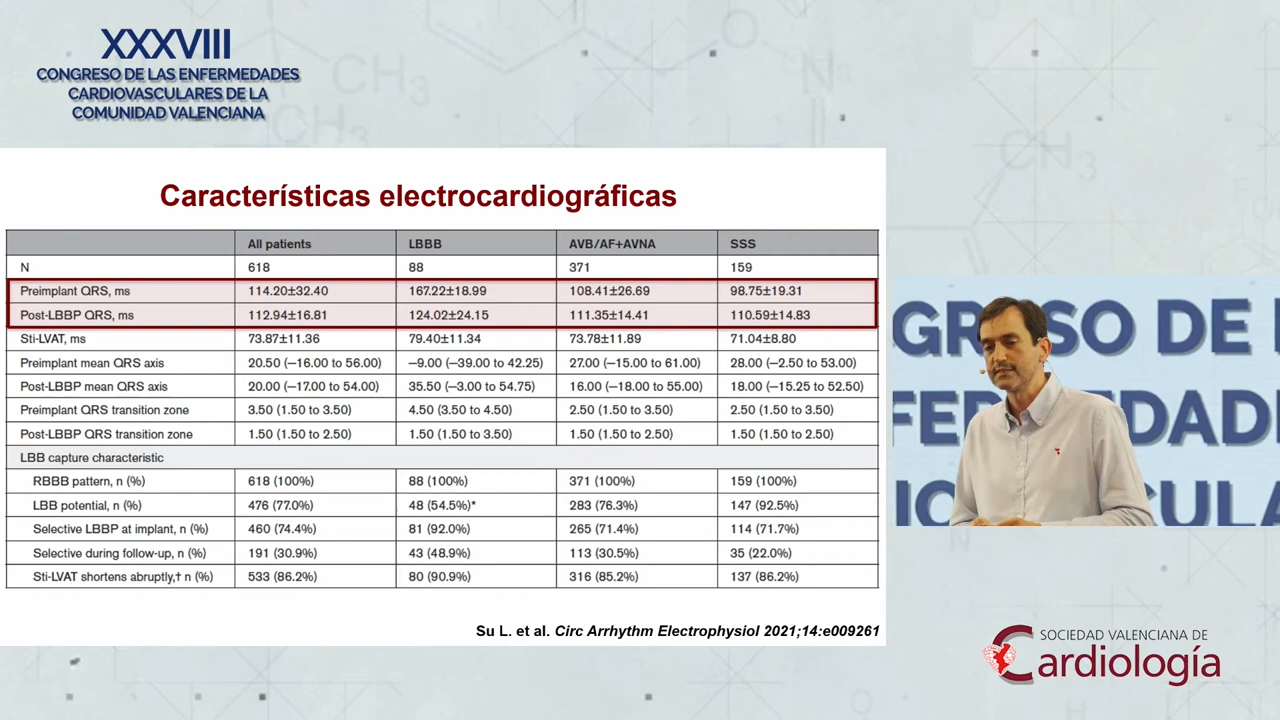 XXXVIII
CONGRESO DE LAS ENFERMEDADES
CARDIOVASCULARES DE LA
COMUNIDAD VALENCIANA
Características electrocardiográficas
All patients LBBB AVB/AF+AVNA SSS
N 618 88 371 159
Preimplant QRS, ms 114.20±32.40 167.22±18.99 108.41±26.69 98.75±19.31
Post-LBBP QRS, ms 112.94±16.81 124.02±24.15 111.35±14.41 110.59±14.83
Sti-LVAT, ms 73.87±11.36 79.40±11.34 73.78±11.89 71.04±8.80
Preimplant mean QRS axis 20.50 (−16.00 to 56.00) −9.00 (−39.00 to 42.25) 27.00 (−15.00 to 61.00) 28.00 (−2.50 to 53.00)
Post-LBBP mean QRS axis 20.00 (−17.00 to 54.00) 35.50 (−3.00 to 54.75) 16.00 (−18.00 to 55.00) 18.00 (−15.25 to 52.50)
Preimplant QRS transition zone 3.50 (1.50 to 3.50) 4.50 (3.50 to 4.50) 2.50 (1.50 to 3.50) 2.50 (1.50 to 3.50)
Post-LBBP QRS transition zone 1.50 (1.50 to 2.50) 1.50 (1.50 to 3.50) 1.50 (1.50 to 2.50) 1.50 (1.50 to 2.50)
LBB capture characteristic
RBBB pattern, n (%) 618 (100%) 88 (100%) 371 (100%) 159 (100%)
LBB potential, n (%) 476 (77.0%) 48 (54.5%)* 283 (76.3%) 147 (92.5%)
Selective LBBP at implant, n (%) 460 (74.4%) 81 (92.0%) 265 (71.4%) 114 (71.7%)
Selective during follow-up, n (%) 191 (30.9%) 43 (48.9%) 113 (30.5%) 35 (22.0%)
Sti-LVAT shortens abruptly,† n (%) 533 (86.2%) 80 (90.9%) 316 (85.2%) 137 (86.2%)
Su L. et al. Circ Arrhythm Electrophysiol 2021;14:e009261
GRESO DE
FERMEDAD
CULA
SOCIEDAD VALENCIANA DE
Cardiología
CH3
CH3
CH3
O
N